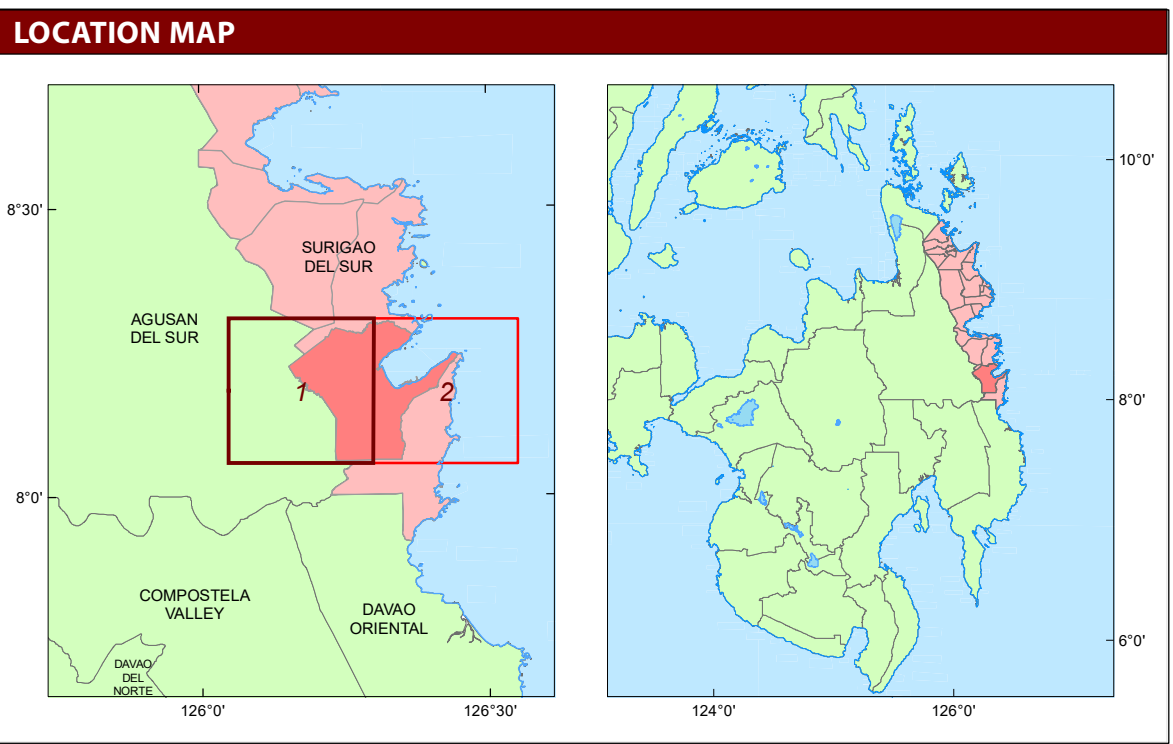 LOCATION MAP
8°30'
SURIGAO
DEL SUR
AGUSAN
DEL SUR
1
2
8°0'
COMPOSTELA
VALLEY
DAVAO
ORIENTAL
DAVAO
DEL
NORTE
126°0'
126°30'
10°0'
8°0'
6°0'
124°0'
126°0'